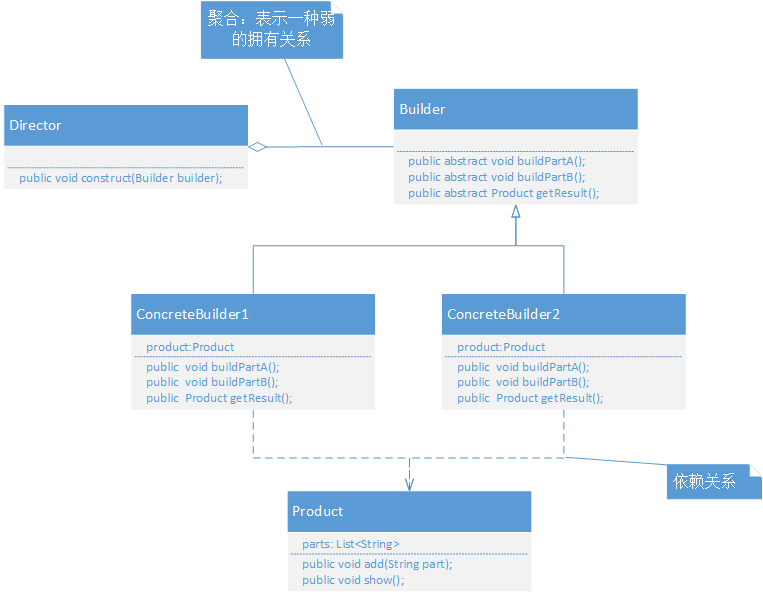 聚合：表示一种弱
的拥有关系
Director
public void construct(Builder builder);
Builder
public abstract void buildPartA();
public abstract void buildPartB();
public abstract Product getResult();
ConcreteBuilder1
product:Product
public  void buildPartA();
public  void buildPartB();
public  Product getResult();
ConcreteBuilder2
product:Product
public  void buildPartA();
public  void buildPartB();
public  Product getResult();
依赖关系
Product
parts: List<String>
public void add(String part);
public void show();